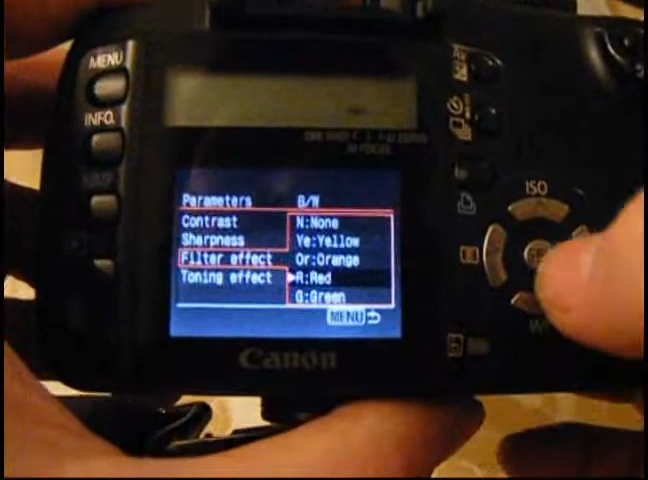 MENU
INFO.
ISO
Parameters B/W
Contrast N:None
Sharpness Ye:Yellow
Filter effect Or:Orange
Toning effect ▶R:Red
G:Green
MENU
Canon